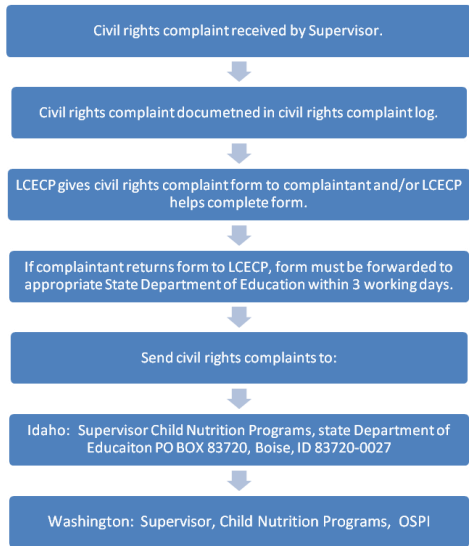 Civil rights complaint received by Supervisor.
Civil rights complaint documetned in civil rights complaint log.
LCECP gives civil rights complaint form to complaintant and/or LCECP
helps complete form.
If complaintant returns form to LCECP, form must be forwarded to
appropriate State Department of Education within 3 working days.
Send civil rights complaints to:
Idaho:  Supervisor Child Nutrition Programs, state Department of
Educaiton PO BOX 83720, Boise, ID 83720-0027
Washington:  Supervisor, Child Nutrition Programs,  OSPI